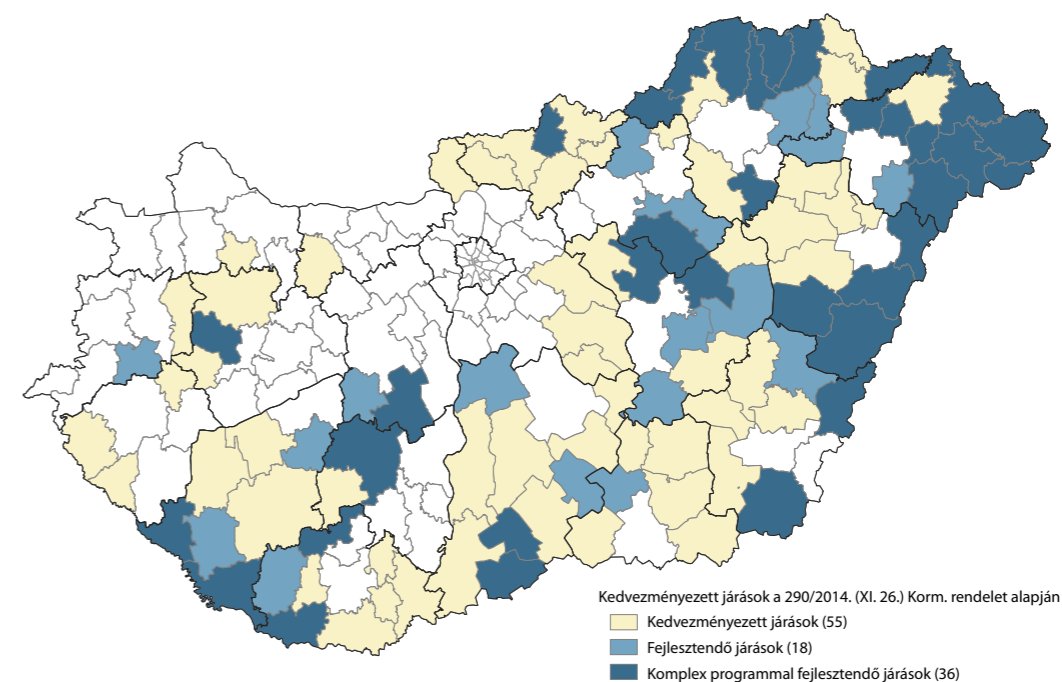 Kedvezményezett járások a 290/2014. (XI. 26.) Korm. rendelet alapján
Kedvezményezett járások (55)
Fejlesztendő járások (18)
Komplex programmal fejlesztendő járások (36)